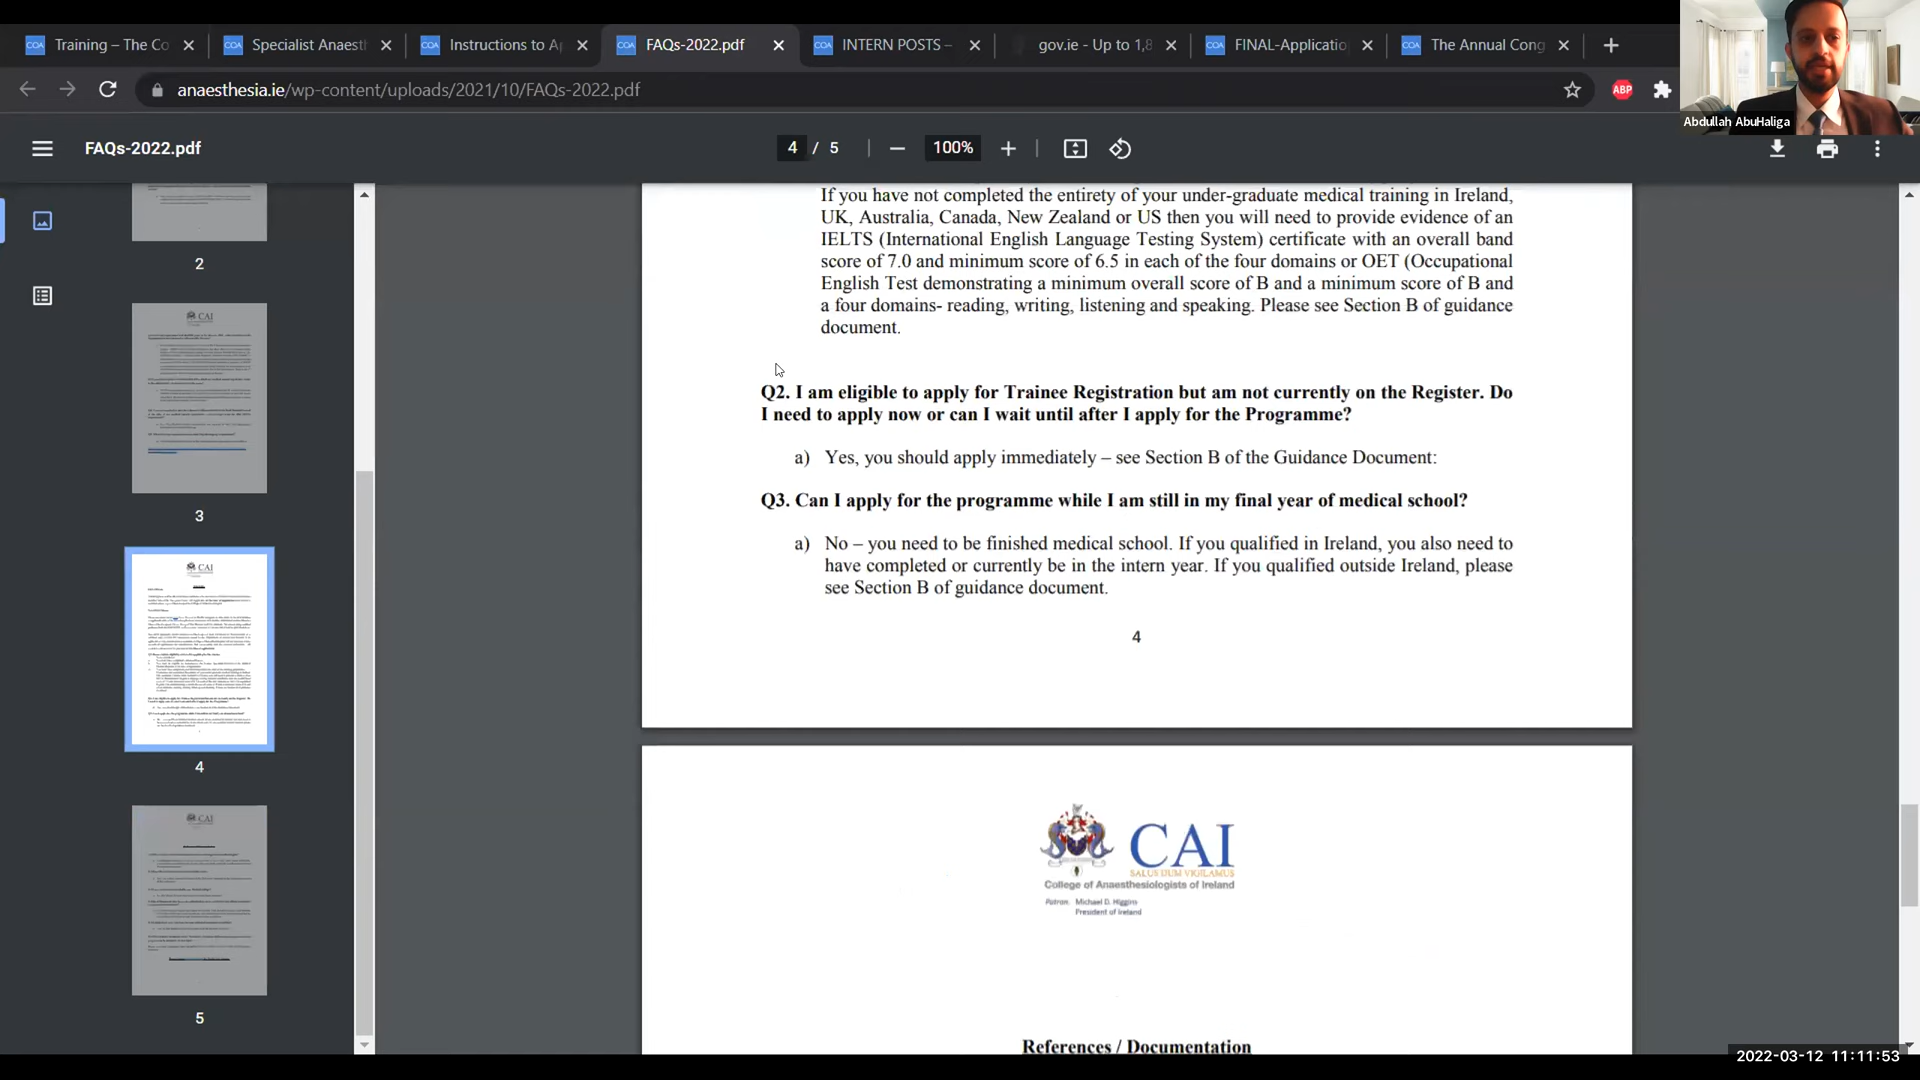 Training – The Co
Specialist Anaest
Instructions to A
FAQs-2022.pdf
INTERN POSTS –
gov.ie - Up to 1,8
FINAL-Applicatio
The Annual Cong
anaesthesia.ie/wp-content/uploads/2021/10/FAQs-2022.pdf
ABP
Abdullah AbuHaliga
FAQs-2022.pdf
4 / 5
100%
2
3
4
5
If you have not completed the entirety of your under-graduate medical training in Ireland,
UK, Australia, Canada, New Zealand or US then you will need to provide evidence of an
IELTS (International English Language Testing System) certificate with an overall band
score of 7.0 and minimum score of 6.5 in each of the four domains or OET (Occupational
English Test demonstrating a minimum overall score of B and a minimum score of B and
a four domains- reading, writing, listening and speaking. Please see Section B of guidance
document.
Q2. I am eligible to apply for Trainee Registration but am not currently on the Register. Do
I need to apply now or can I wait until after I apply for the Programme?
a) Yes, you should apply immediately – see Section B of the Guidance Document:
Q3. Can I apply for the programme while I am still in my final year of medical school?
a) No – you need to be finished medical school. If you qualified in Ireland, you also need to
have completed or currently be in the intern year. If you qualified outside Ireland, please
see Section B of guidance document.
4
CAI
SALUS DUM VIGILAMUS
College of Anaesthesiologists of Ireland
Patron: Michael D. Higgins
President of Ireland
References / Documentation
2022-03-12 11:11:53